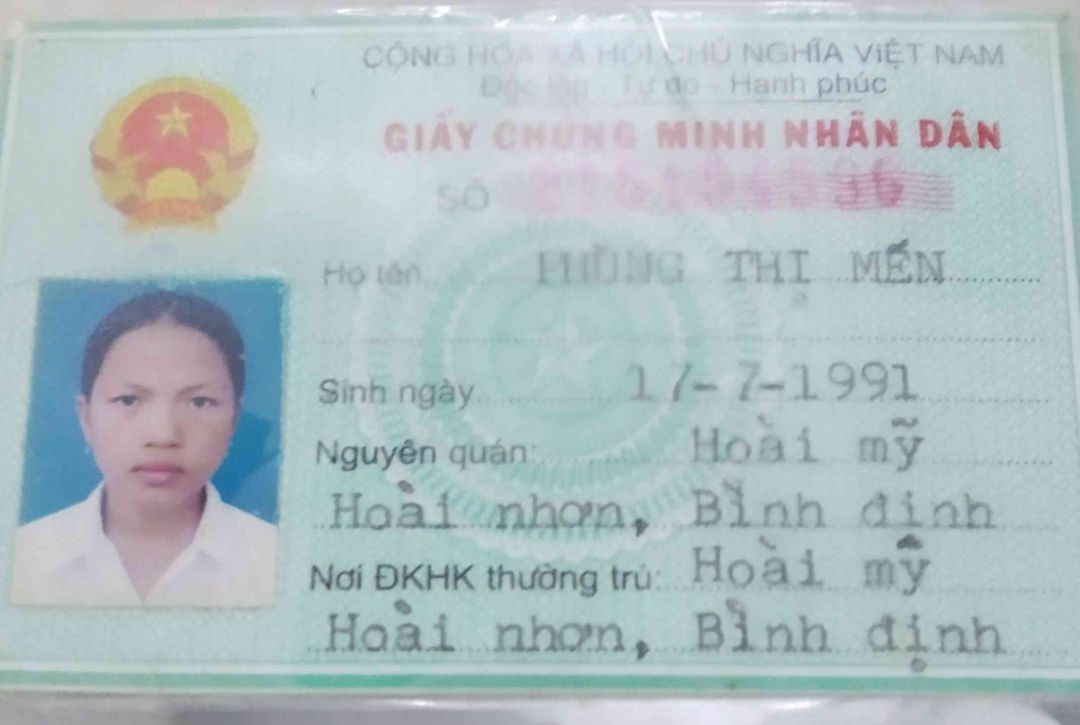 CỘNG HÒA XÃ HỘI CHỦ NGHĨA VIỆT NAM
Độc lập - Tự do - Hạnh phúc
GIẤY CHỨNG MINH NHÂN DÂN
SỐ
Họ tên PHÙNG THỊ MẾN
Sinh ngày 17-7-1991
Nguyên quán: Hoài mỹ
Hoài nhơn, Bình định
Nơi ĐKHK thường trú: Hoài mỹ
Hoài nhơn, Bình định